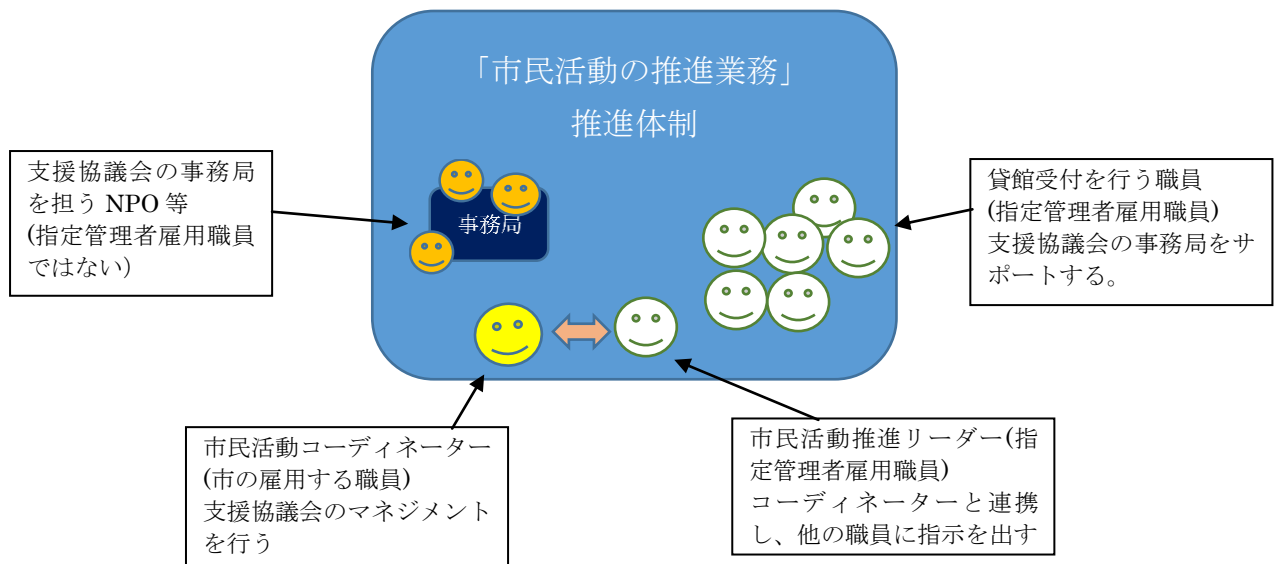 「市民活動の推進業務」
推進体制
支援協議会の事務局
を担う NPO 等
(指定管理者雇用職員
ではない）
事務局
貸館受付を行う職員
(指定管理者雇用職員)
支援協議会の事務局をサ
ポートする。
市民活動コーディネーター
(市の雇用する職員)
支援協議会のマネジメント
を行う
市民活動推進リーダー(指
定管理者雇用職員)
コーディネーターと連携
し、他の職員に指示を出す